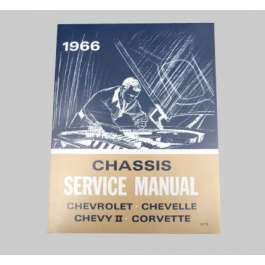 1966
CHASSIS
SERVICE MANUAL
CHEVROLET · CHEVELLE
CHEVY II · CORVETTE